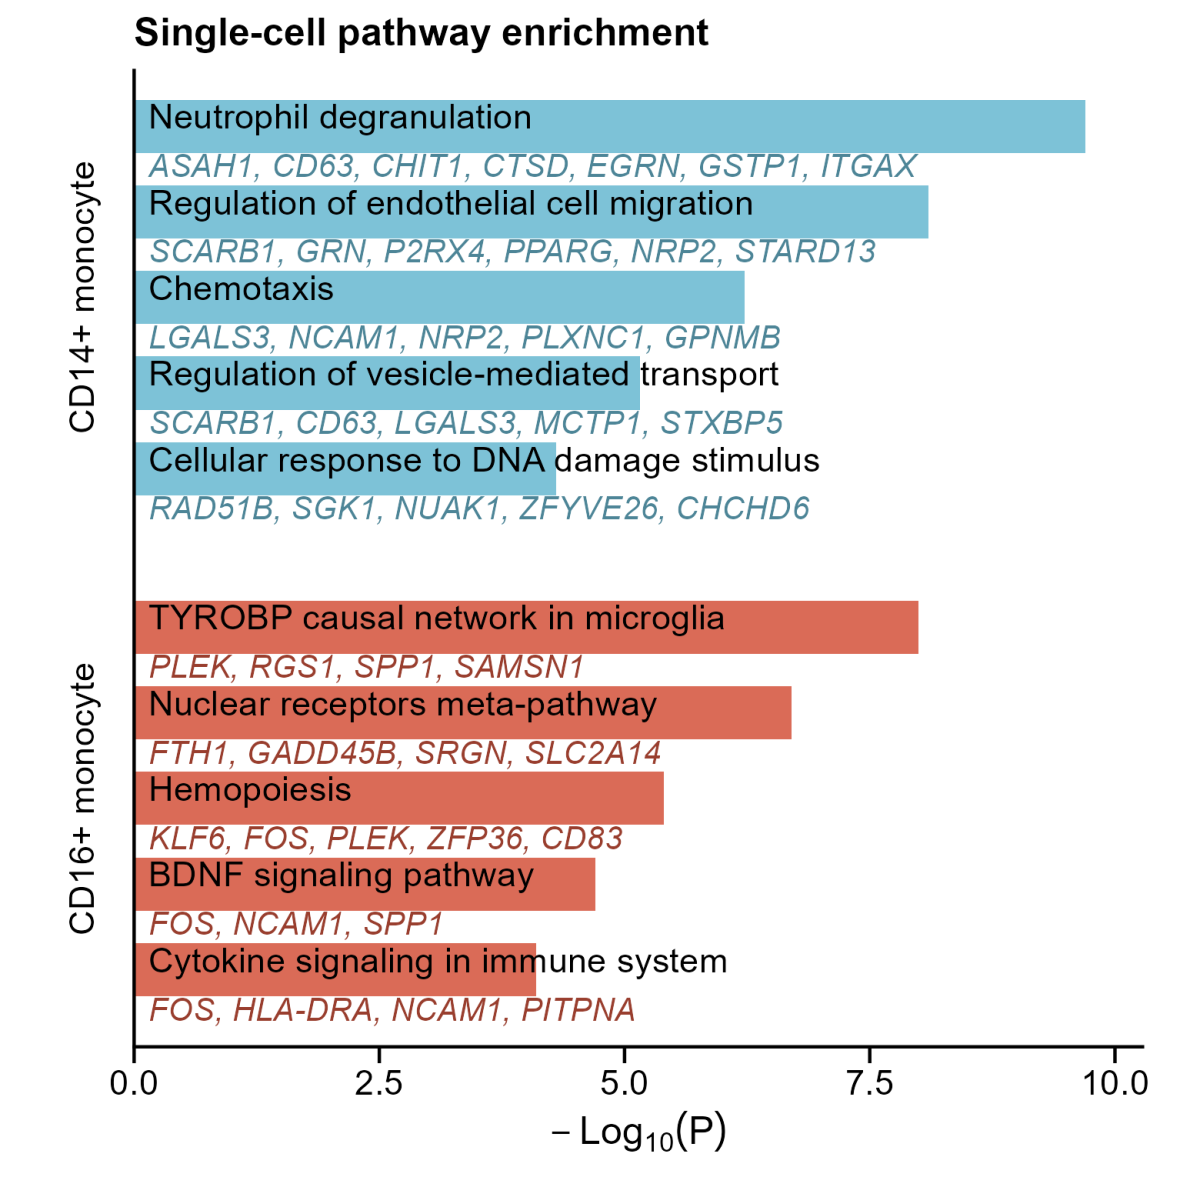 Single-cell pathway enrichment
CD14+ monocyte
Neutrophil degranulation
ASAH1, CD63, CHIT1, CTSD, EGRN, GSTP1, ITGAX
Regulation of endothelial cell migration
SCARB1, GRN, P2RX4, PPARG, NRP2, STARD13
Chemotaxis
LGALS3, NCAM1, NRP2, PLXNC1, GPNMB
Regulation of vesicle-mediated transport
SCARB1, CD63, LGALS3, MCTP1, STXBP5
Cellular response to DNA damage stimulus
RAD51B, SGK1, NUAK1, ZFYVE26, CHCHD6
CD16+ monocyte
TYROBP causal network in microglia
PLEK, RGS1, SPP1, SAMSN1
Nuclear receptors meta-pathway
FTH1, GADD45B, SRGN, SLC2A14
Hemopoiesis
KLF6, FOS, PLEK, ZFP36, CD83
BDNF signaling pathway
FOS, NCAM1, SPP1
Cytokine signaling in immune system
FOS, HLA-DRA, NCAM1, PITPNA
0.0 2.5 5.0 7.5 10.0
– Log₁₀(P)